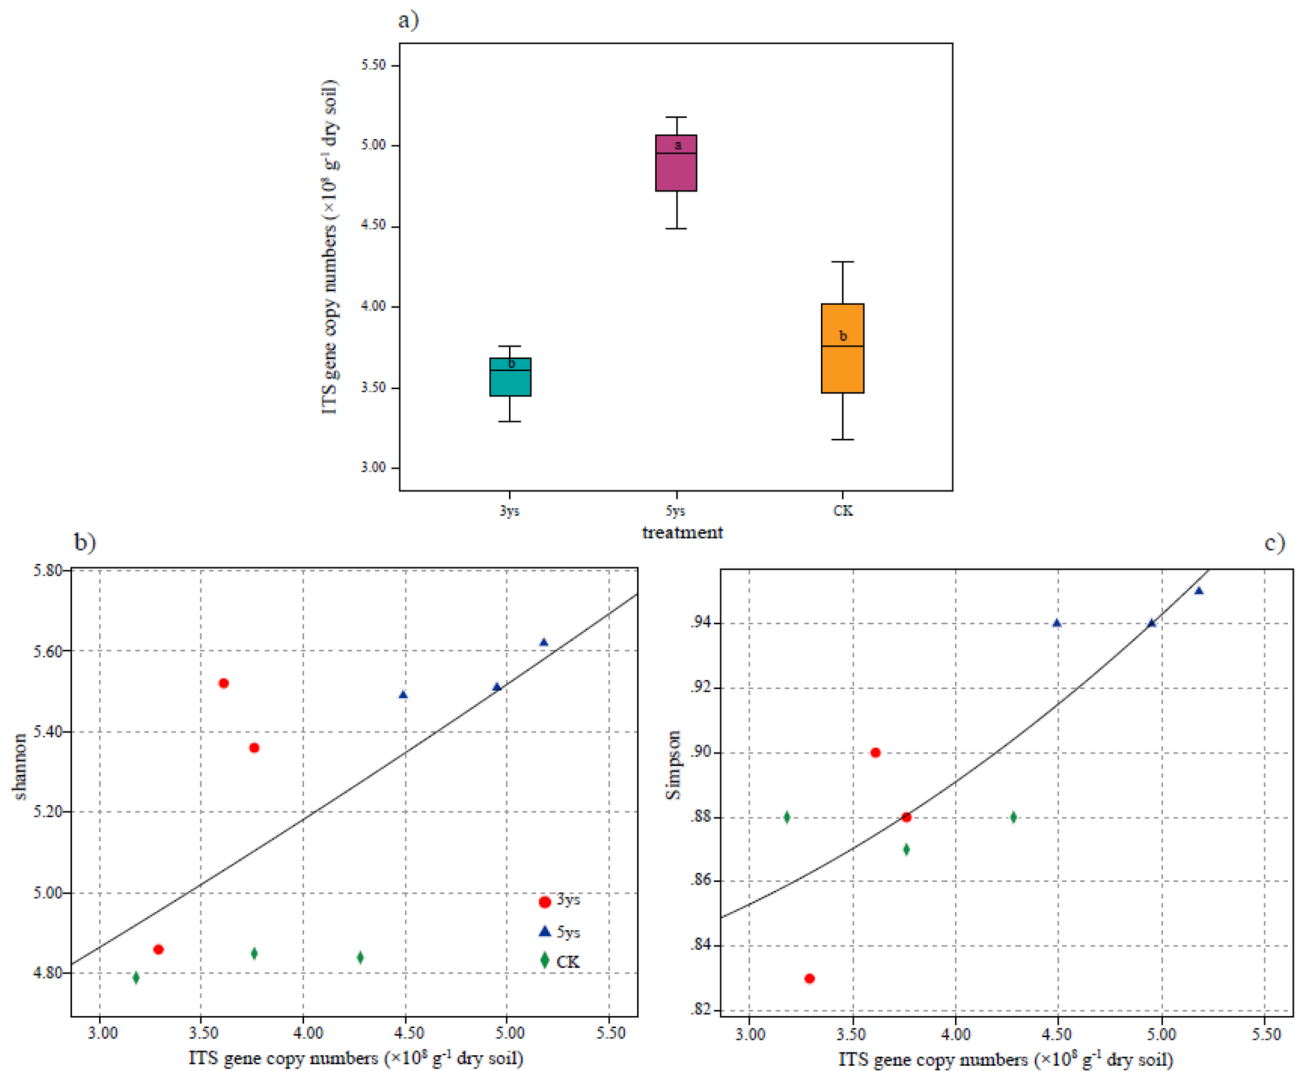 a)
ITS gene copy numbers (×10⁸ g⁻¹ dry soil)
5.50
5.00
4.50
4.00
3.50
3.00
a
b
b
3ys
5ys
CK
treatment
b)
shannon
5.80
5.60
5.40
5.20
5.00
4.80
3ys
5ys
CK
3.00
3.50
4.00
4.50
5.00
5.50
ITS gene copy numbers (×10⁸ g⁻¹ dry soil)
c)
Simpson
.94
.92
.90
.88
.86
.84
.82
3.00
3.50
4.00
4.50
5.00
5.50
ITS gene copy numbers (×10⁸ g⁻¹ dry soil)